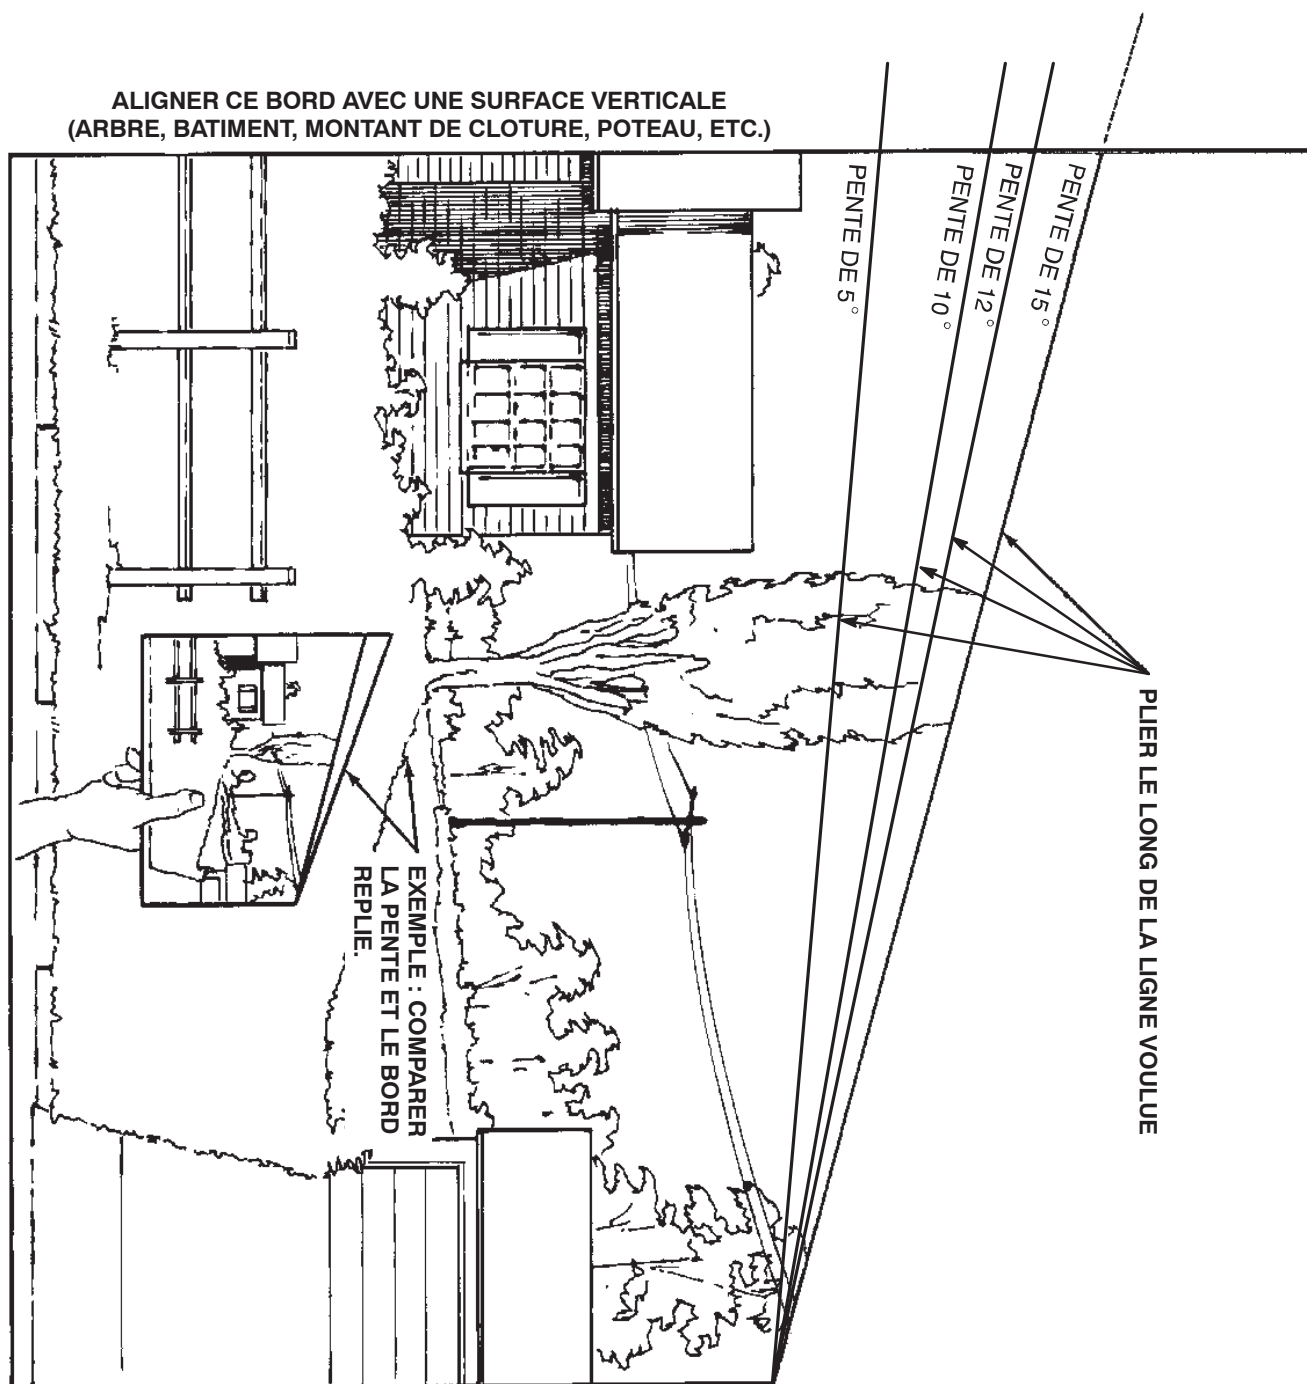 ALIGNER CE BORD AVEC UNE SURFACE VERTICALE
(ARBRE, BATIMENT, MONTANT DE CLOTURE, POTEAU, ETC.)
PENTE DE 5°
PENTE DE 10°
PENTE DE 12°
PENTE DE 15°
PLIER LE LONG DE LA LIGNE VOULUE
EXEMPLE : COMPARER
LA PENTE ET LE BORD
REPLIE.